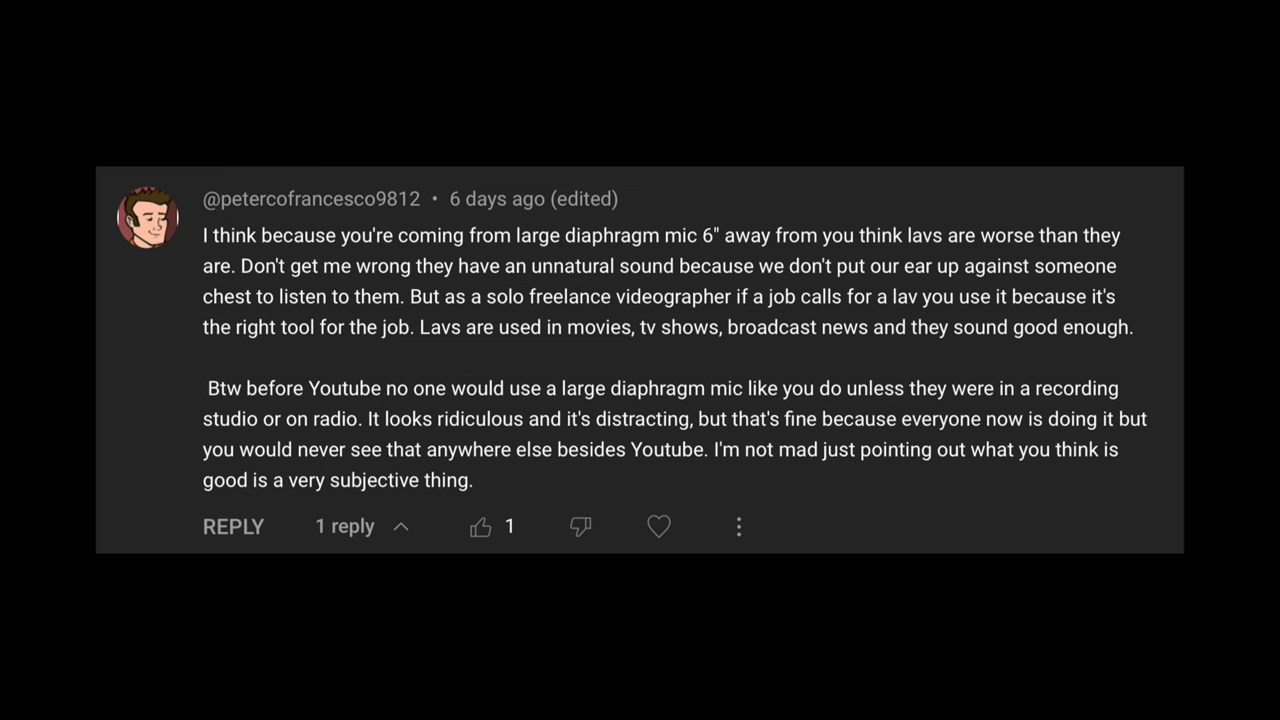 @petercofrancesco9812 • 6 days ago (edited)
I think because you're coming from large diaphragm mic 6" away from you think lavs are worse than they
are. Don't get me wrong they have an unnatural sound because we don't put our ear up against someone
chest to listen to them. But as a solo freelance videographer if a job calls for a lav you use it because it's
the right tool for the job. Lavs are used in movies, tv shows, broadcast news and they sound good enough.
Btw before Youtube no one would use a large diaphragm mic like you do unless they were in a recording
studio or on radio. It looks ridiculous and it's distracting, but that's fine because everyone now is doing it but
you would never see that anywhere else besides Youtube. I'm not mad just pointing out what you think is
good is a very subjective thing.
REPLY 1 reply 1